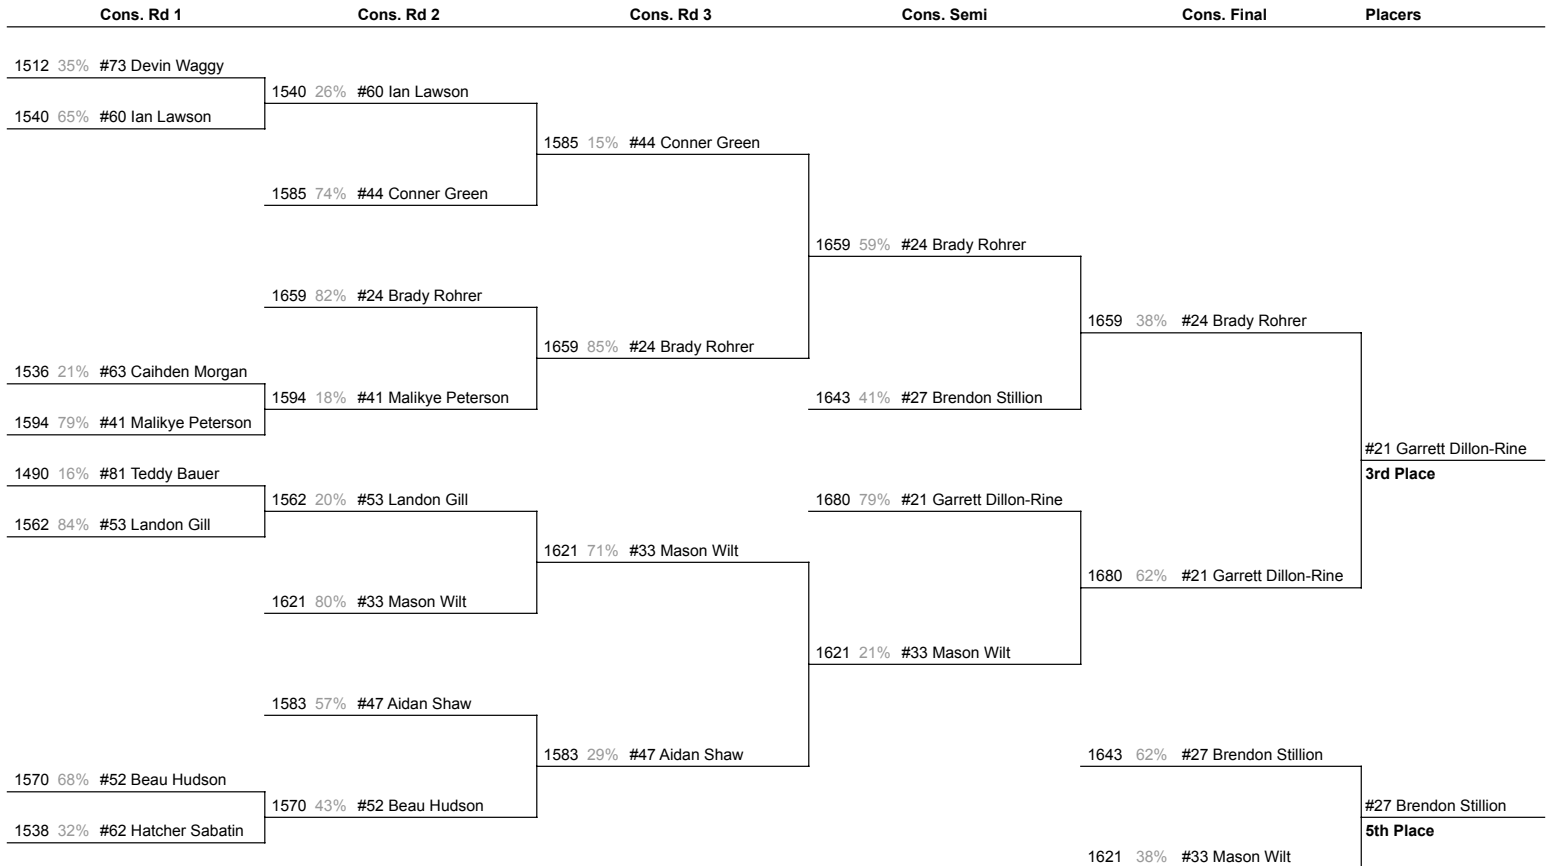 Cons. Rd 1 Cons. Rd 2 Cons. Rd 3 Cons. Semi Cons. Final Placers
1512 35% #73 Devin Waggy
1540 26% #60 Ian Lawson
1540 65% #60 Ian Lawson
1585 15% #44 Conner Green
1585 74% #44 Conner Green
1659 59% #24 Brady Rohrer
1659 82% #24 Brady Rohrer
1659 38% #24 Brady Rohrer
1659 85% #24 Brady Rohrer
1536 21% #63 Caihden Morgan
1594 18% #41 Malikye Peterson
1643 41% #27 Brendon Stillion
1594 79% #41 Malikye Peterson
#21 Garrett Dillon-Rine
1490 16% #81 Teddy Bauer
3rd Place
1562 20% #53 Landon Gill
1680 79% #21 Garrett Dillon-Rine
1562 84% #53 Landon Gill
1621 71% #33 Mason Wilt
1680 62% #21 Garrett Dillon-Rine
1621 80% #33 Mason Wilt
1621 21% #33 Mason Wilt
1583 57% #47 Aidan Shaw
1583 29% #47 Aidan Shaw
1643 62% #27 Brendon Stillion
1570 68% #52 Beau Hudson
1570 43% #52 Beau Hudson
#27 Brendon Stillion
1538 32% #62 Hatcher Sabatin
5th Place
1621 38% #33 Mason Wilt